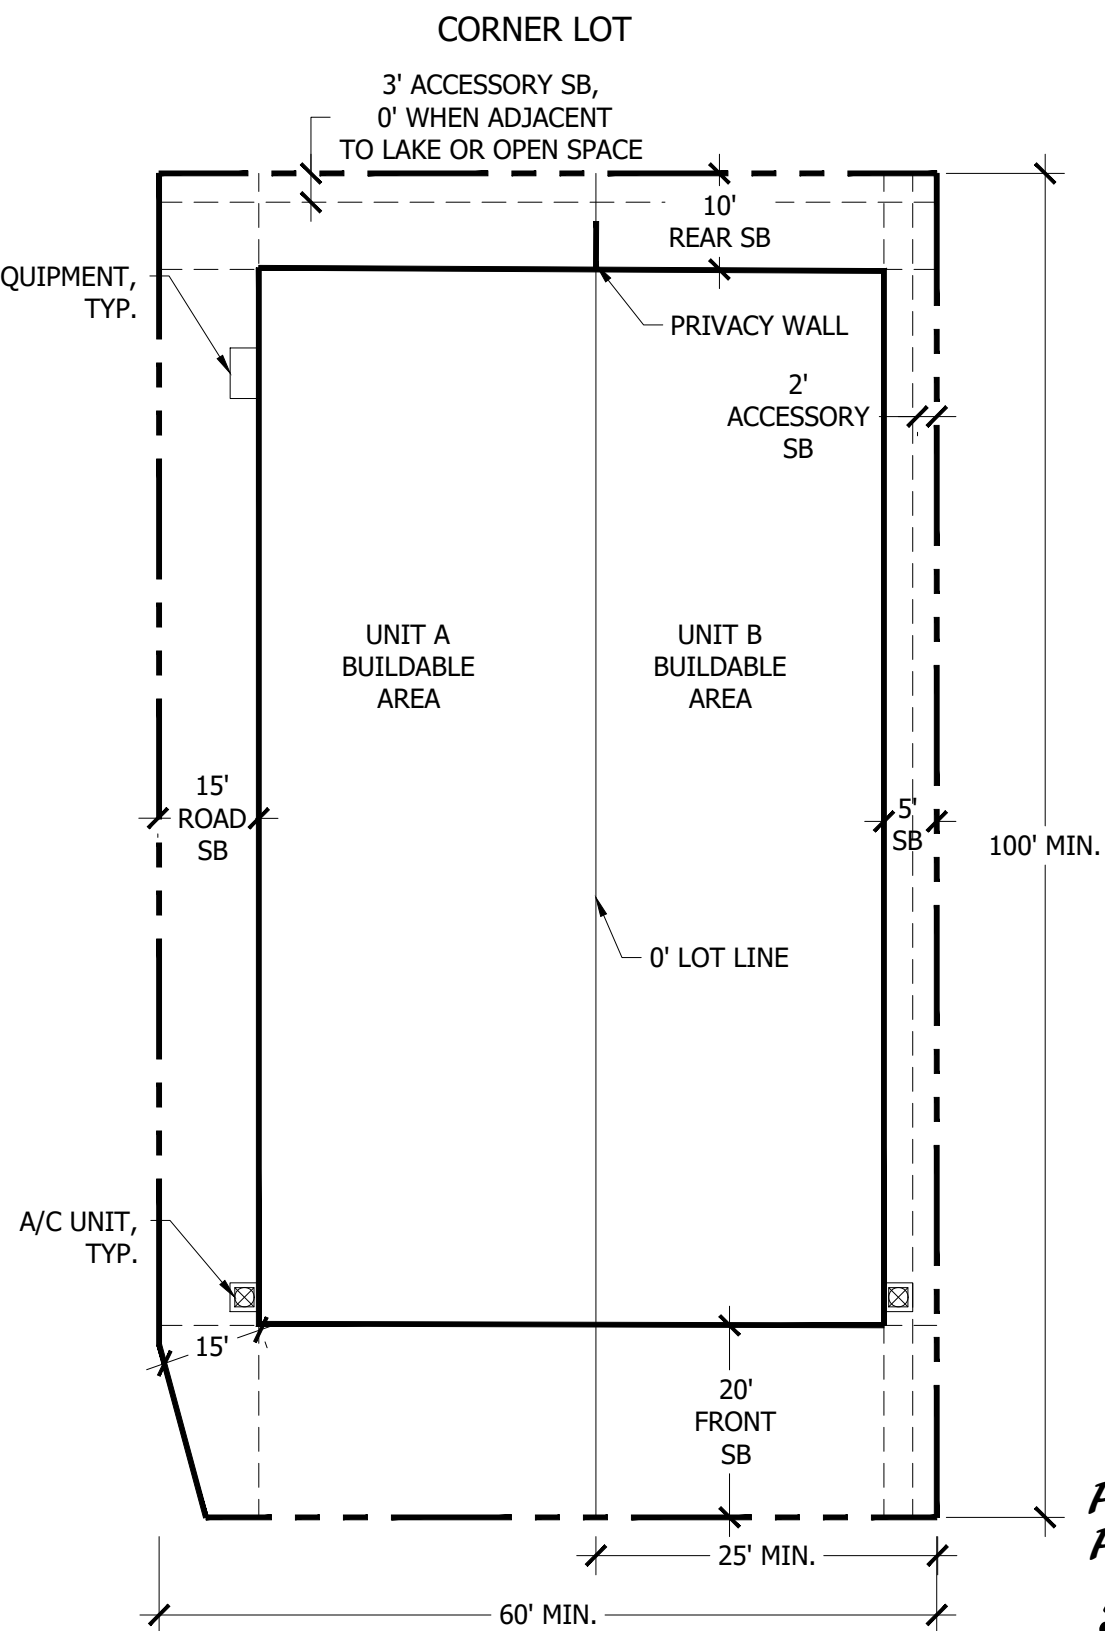 CORNER LOT
3' ACCESSORY SB,
0' WHEN ADJACENT
TO LAKE OR OPEN SPACE
10'
REAR SB
QUIPMENT,
TYP.
PRIVACY WALL
2'
ACCESSORY
SB
UNIT A
BUILDABLE
AREA
UNIT B
BUILDABLE
AREA
15'
ROAD
SB
5'
SB
100' MIN.
0' LOT LINE
A/C UNIT,
TYP.
15'
20'
FRONT
SB
25' MIN.
60' MIN.